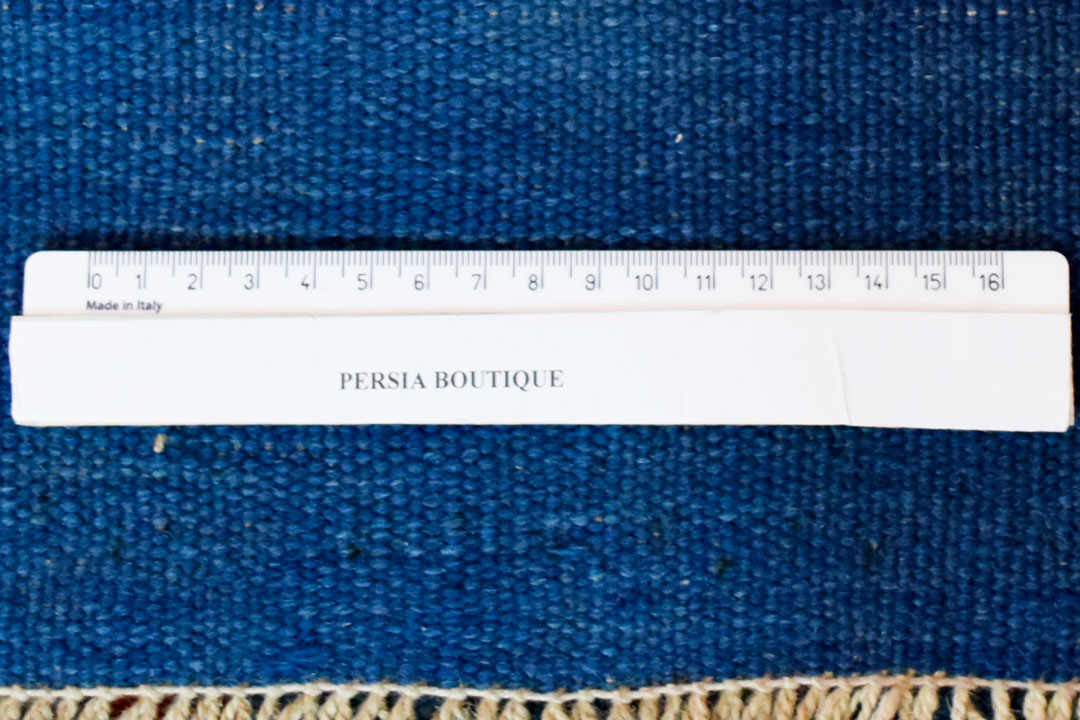 0 1 2 3 4 5 6 7 8 9 10 11 12 13 14 15 16
Made in Italy
PERSIA BOUTIQUE